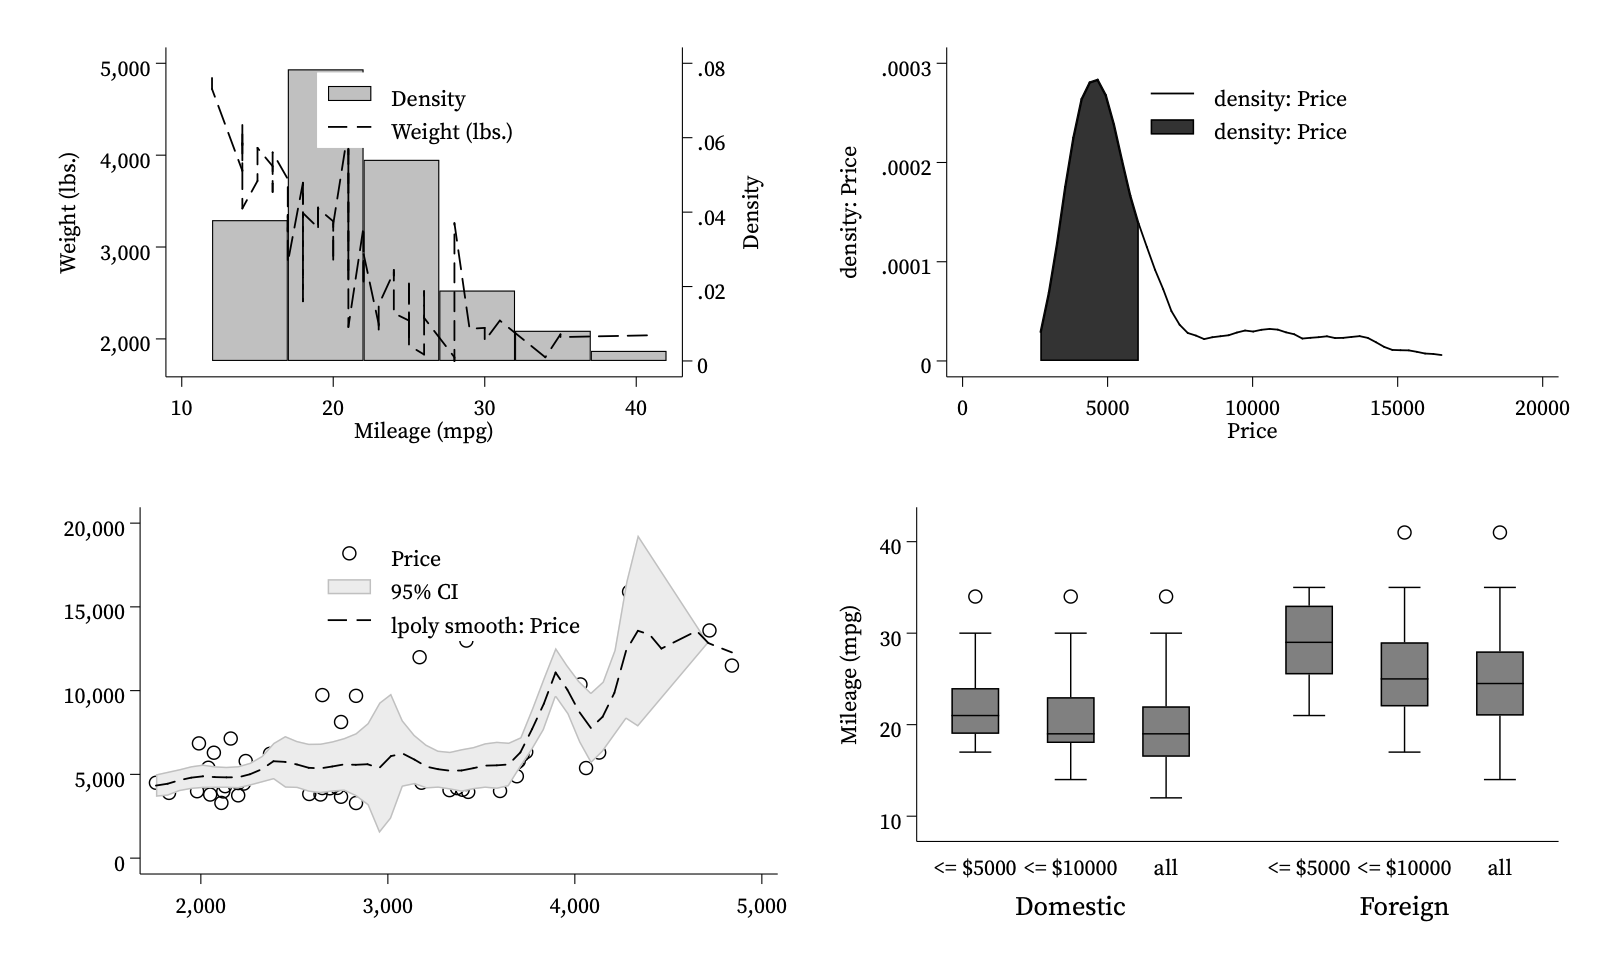 5,000
4,000
3,000
2,000
Weight (lbs.)
Density
Weight (lbs.)
.08
.06
.04
.02
0
Density
10 20 30 40
Mileage (mpg)
.0003
.0002
.0001
0
density: Price
density: Price
density: Price
0 5000 10000 15000 20000
Price
20,000
15,000
10,000
5,000
0
Price
95% CI
lpoly smooth: Price
2,000 3,000 4,000 5,000
40
30
20
10
Mileage (mpg)
<= $5000 <= $10000 all <= $5000 <= $10000 all
Domestic Foreign